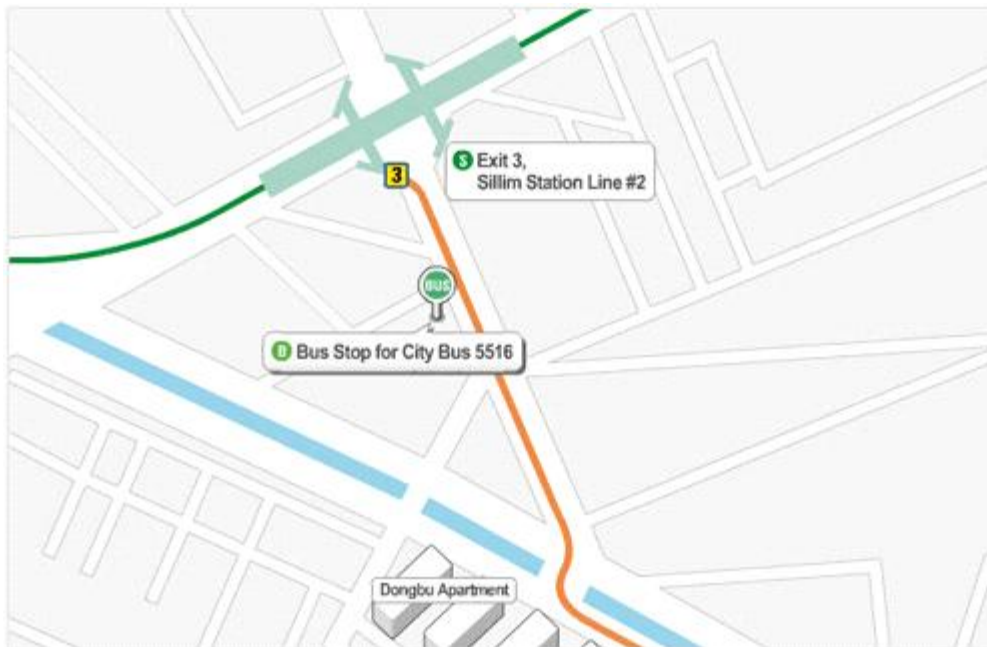 S Exit 3,
Sillim Station Line #2
3
BUS
B Bus Stop for City Bus 5516
Dongbu Apartment